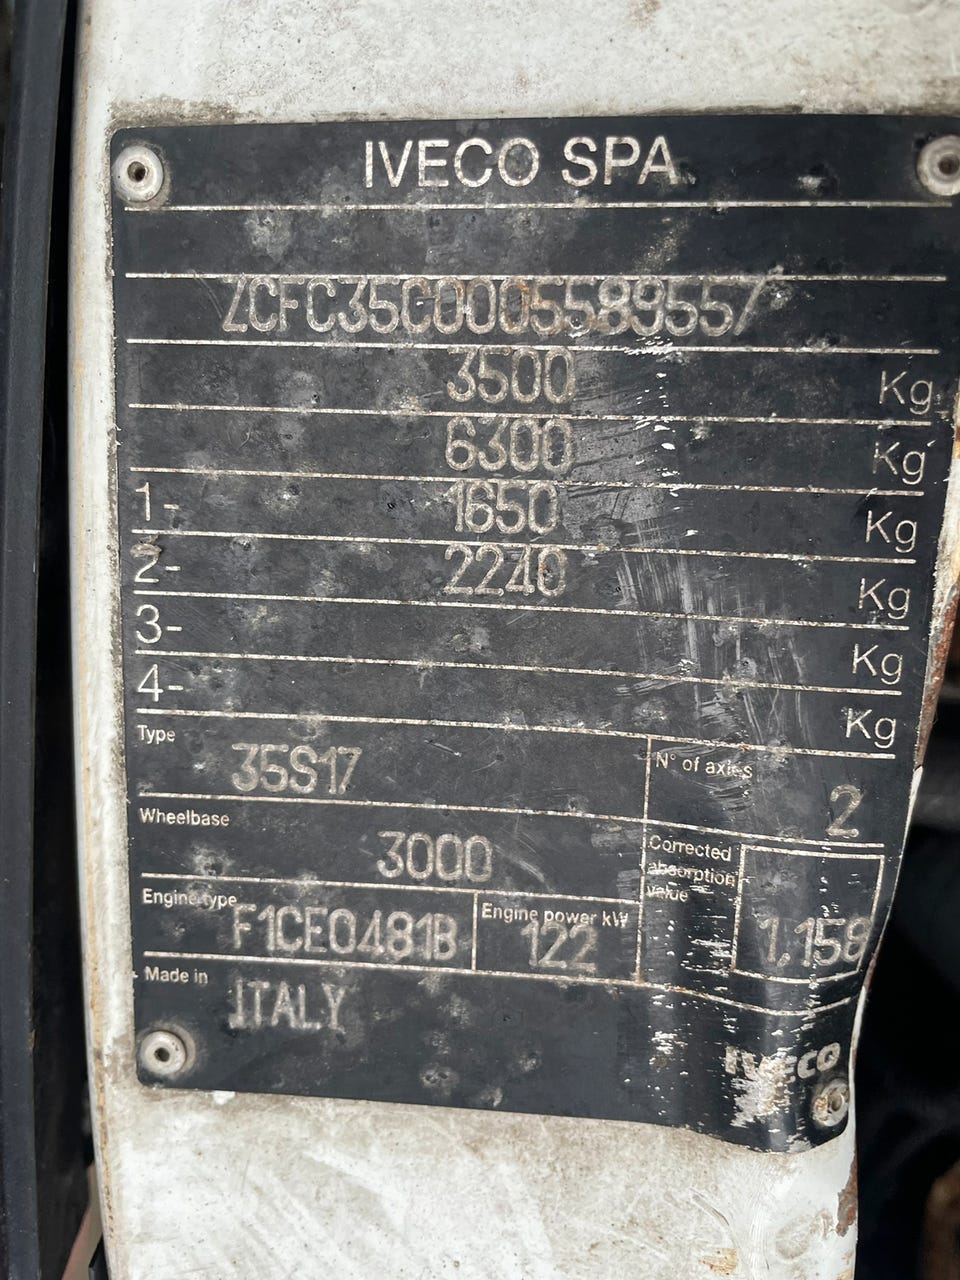 IVECO SPA
ZCFC35C0005589557
3500 Kg
6300 Kg
1- 1650 Kg
2- 2240 Kg
3- Kg
4- Kg
Type 35S17
N° of axles 2
Wheelbase 3000
Corrected absorption value 1,158
Engine type F1CE0481B
Engine power kW 122
Made in ITALY
IVECO